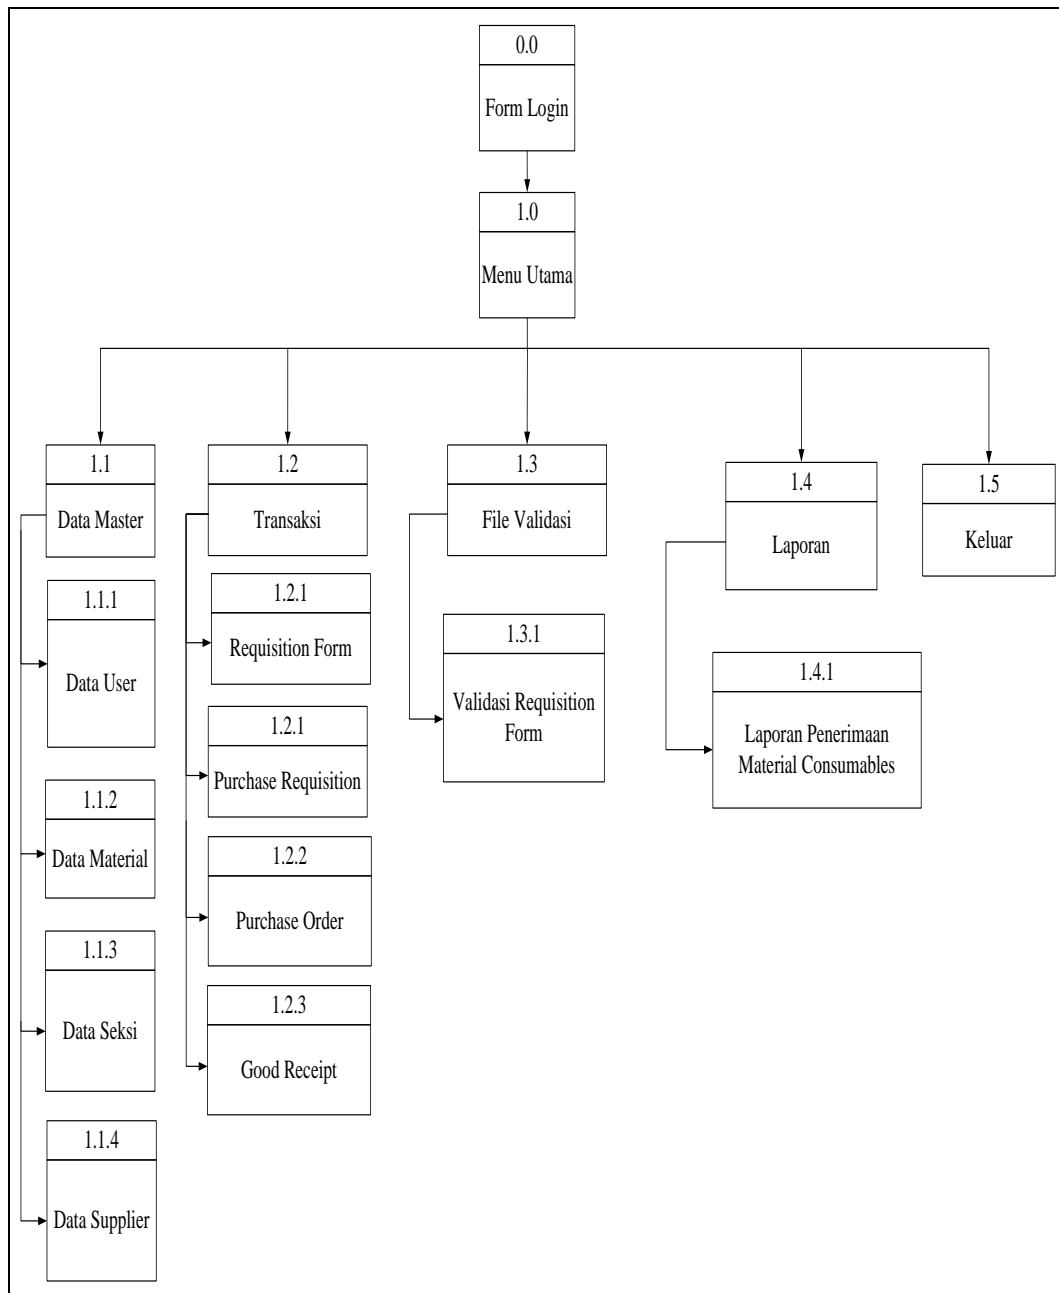 0.0
Form Login
1.0
Menu Utama
1.1
Data Master
1.1.1
Data User
1.1.2
Data Material
1.1.3
Data Seksi
1.1.4
Data Supplier
1.2
Transaksi
1.2.1
Requisition Form
1.2.1
Purchase Requisition
1.2.2
Purchase Order
1.2.3
Good Receipt
1.3
File Validasi
1.3.1
Validasi Requisition
Form
1.4
Laporan
1.4.1
Laporan Penerimaan
Material Consumables
1.5
Keluar